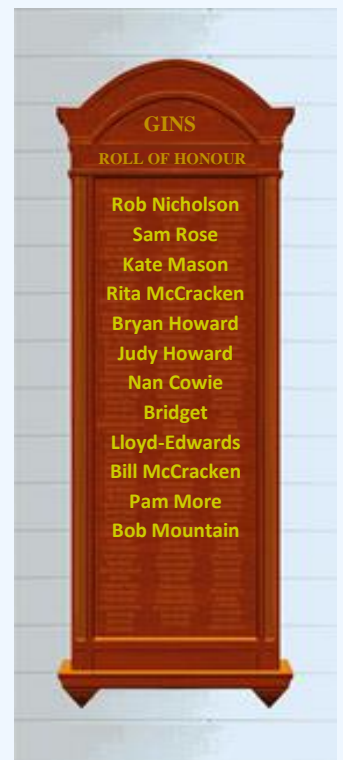 GINS
ROLL OF HONOUR
Rob Nicholson
Sam Rose
Kate Mason
Rita McCracken
Bryan Howard
Judy Howard
Nan Cowie
Bridget
Lloyd-Edwards
Bill McCracken
Pam More
Bob Mountain